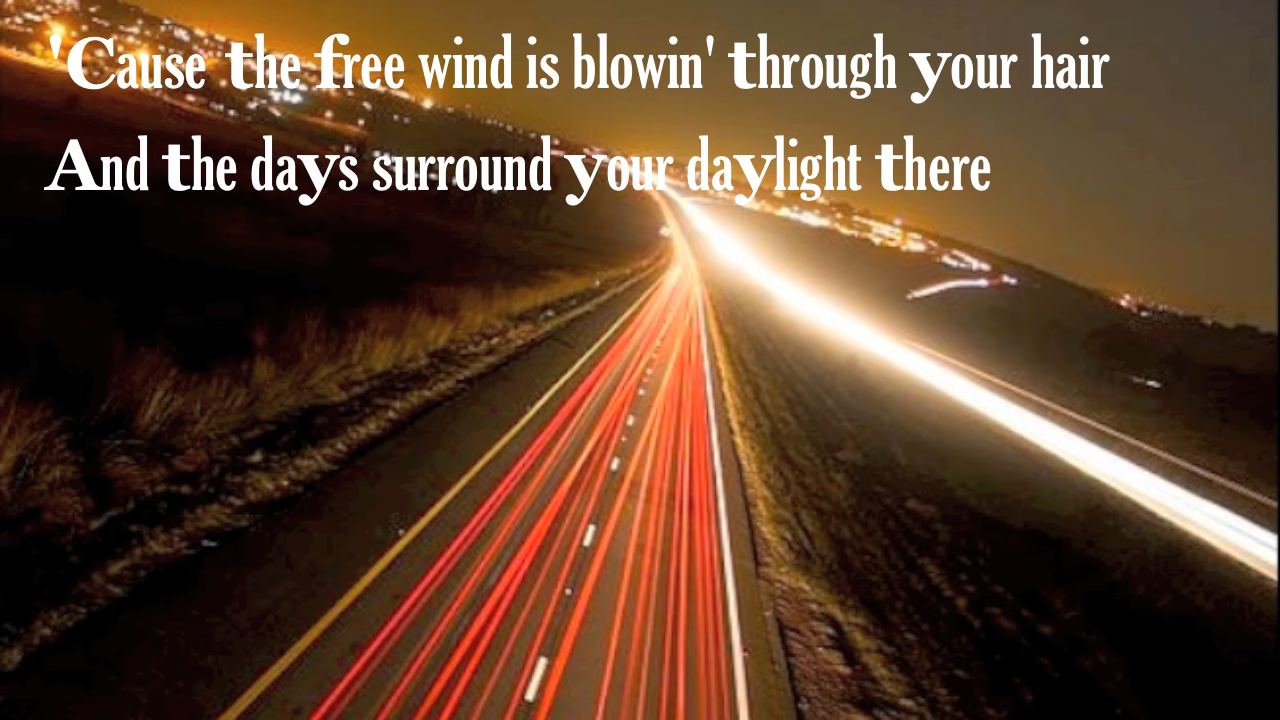 'Cause the free wind is blowin' through your hair
And the days surround your daylight there